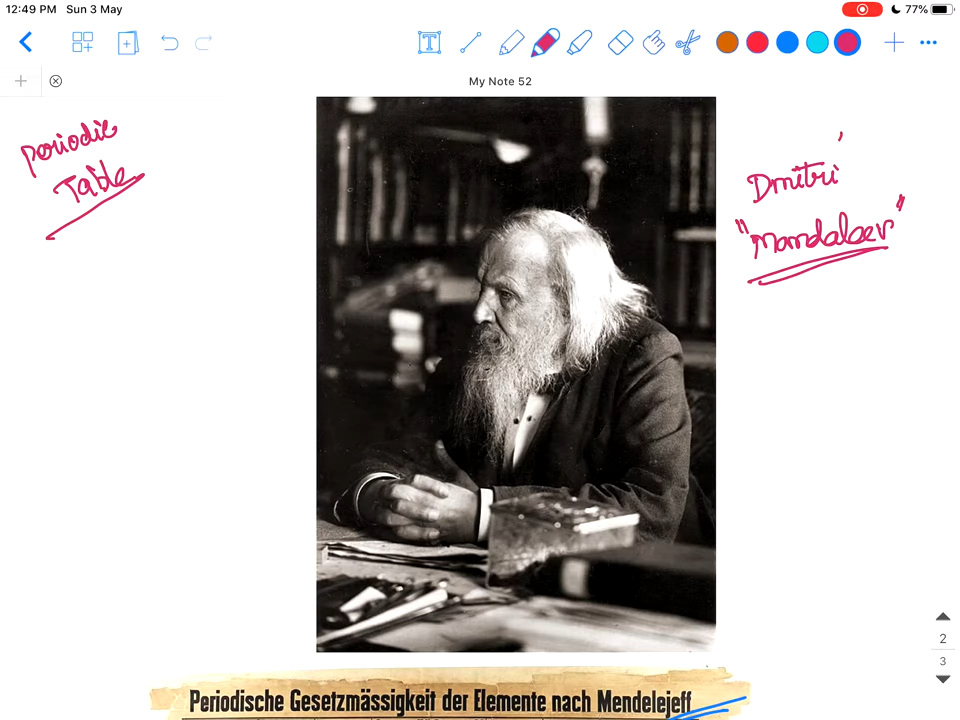 12:49 PM Sun 3 May
77%
T
My Note 52
periodic
Table
Dmitri
"Mandaleev"
2
3
Periodische Gesetzmässigkeit der Elemente nach Mendelejeff